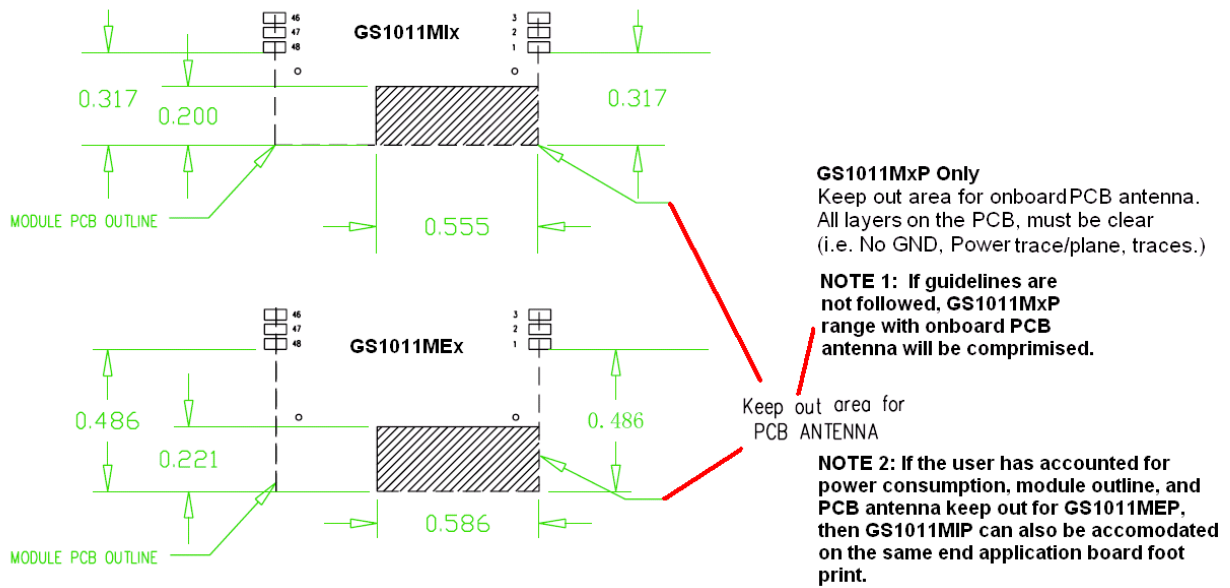 46
47
48
GS1011MIx
3
2
1
0.317
0.200
0.317
MODULE PCB OUTLINE
0.555
GS1011MxP Only
Keep out area for onboard PCB antenna.
All layers on the PCB, must be clear
(i.e. No GND, Power trace/plane, traces.)
NOTE 1: If guidelines are
not followed, GS1011MxP
range with onboard PCB
antenna will be comprimised.
46
47
48
GS1011MEx
3
2
1
0.486
0.221
0.486
Keep out area for
PCB ANTENNA
0.586
MODULE PCB OUTLINE
NOTE 2: If the user has accounted for
power consumption, module outline, and
PCB antenna keep out for GS1011MEP,
then GS1011MIP can also be accomodated
on the same end application board foot
print.